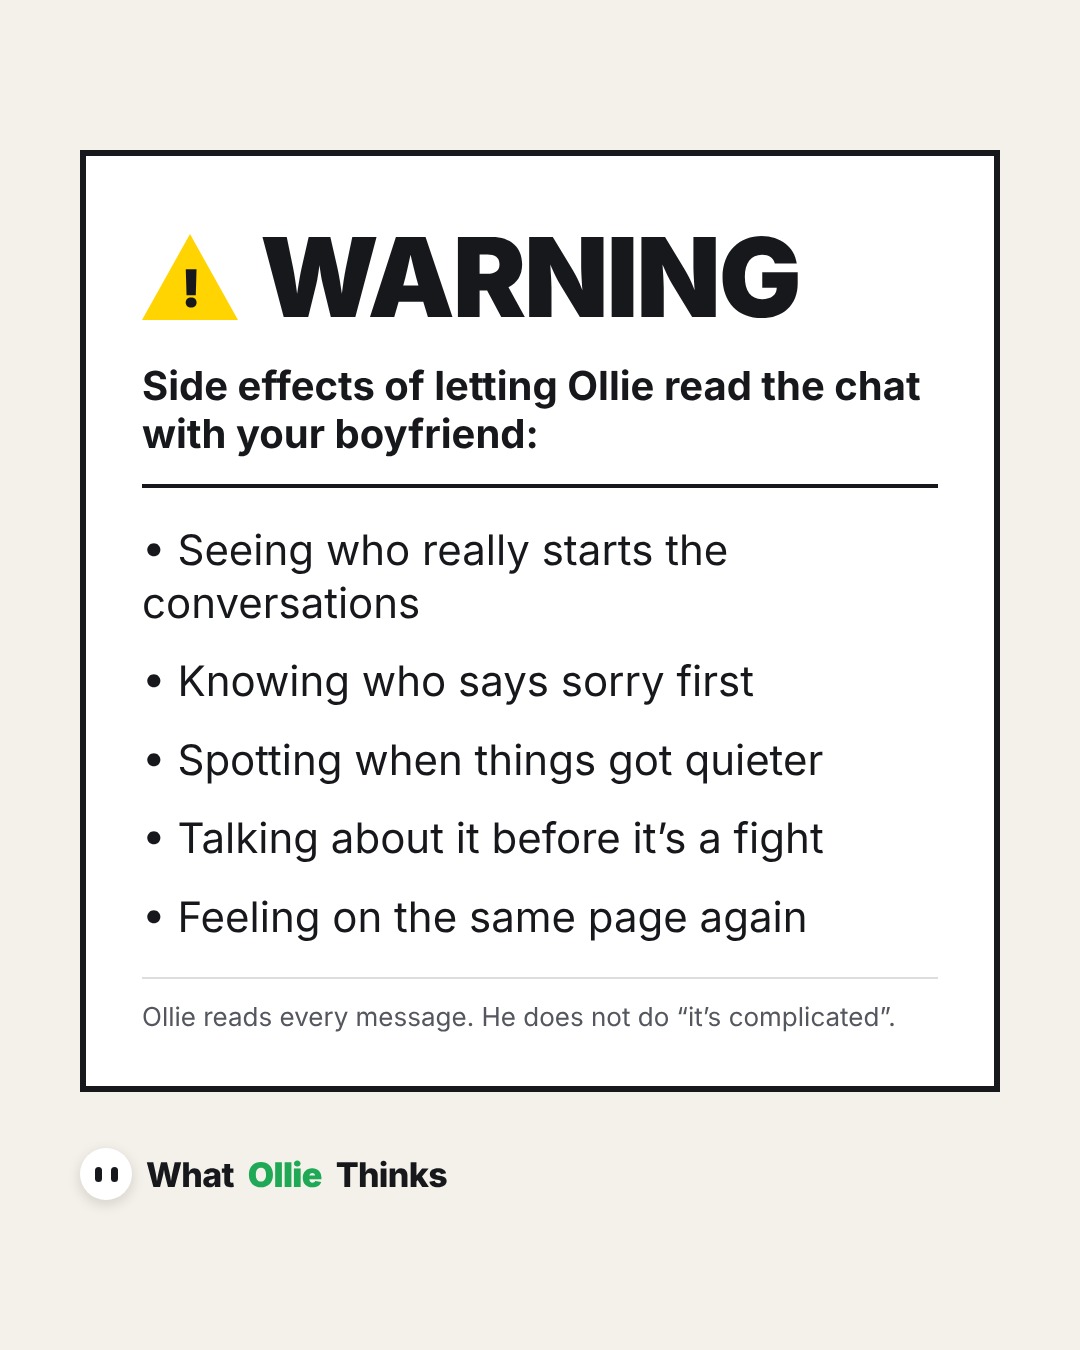 !
WARNING
Side effects of letting Ollie read the chat
with your boyfriend:
• Seeing who really starts the
conversations
• Knowing who says sorry first
• Spotting when things got quieter
• Talking about it before it’s a fight
• Feeling on the same page again
Ollie reads every message. He does not do “it’s complicated”.
What Ollie Thinks